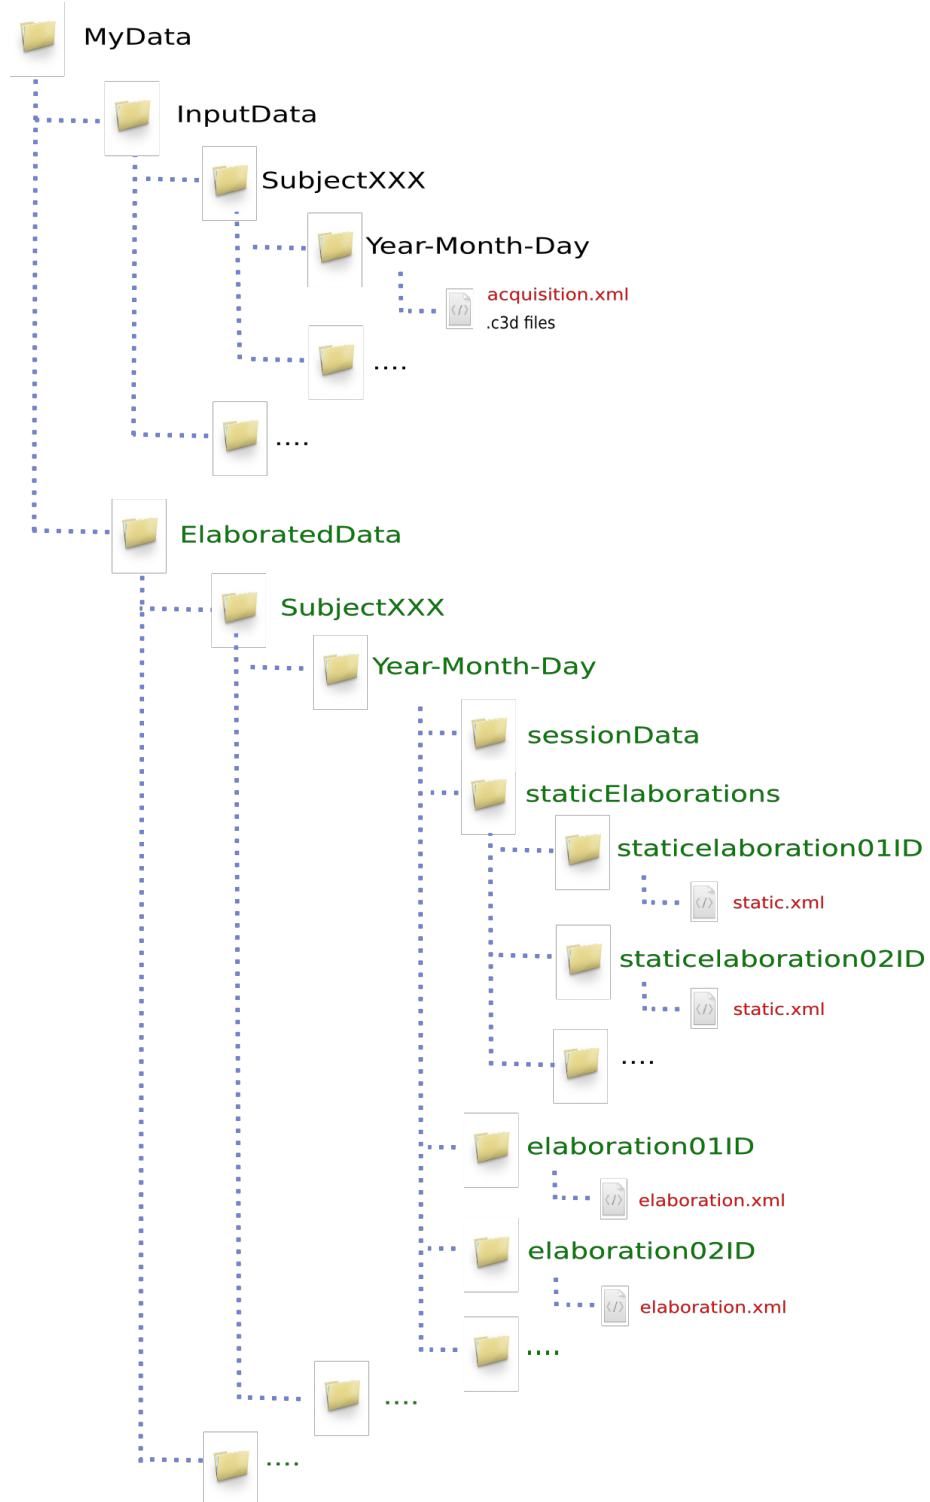 MyData
InputData
SubjectXXX
Year-Month-Day
acquisition.xml
.c3d files
....
....
ElaboratedData
SubjectXXX
Year-Month-Day
sessionData
staticElaborations
staticelaboration01ID
static.xml
staticelaboration02ID
static.xml
....
elaboration01ID
elaboration.xml
elaboration02ID
elaboration.xml
....
....
....